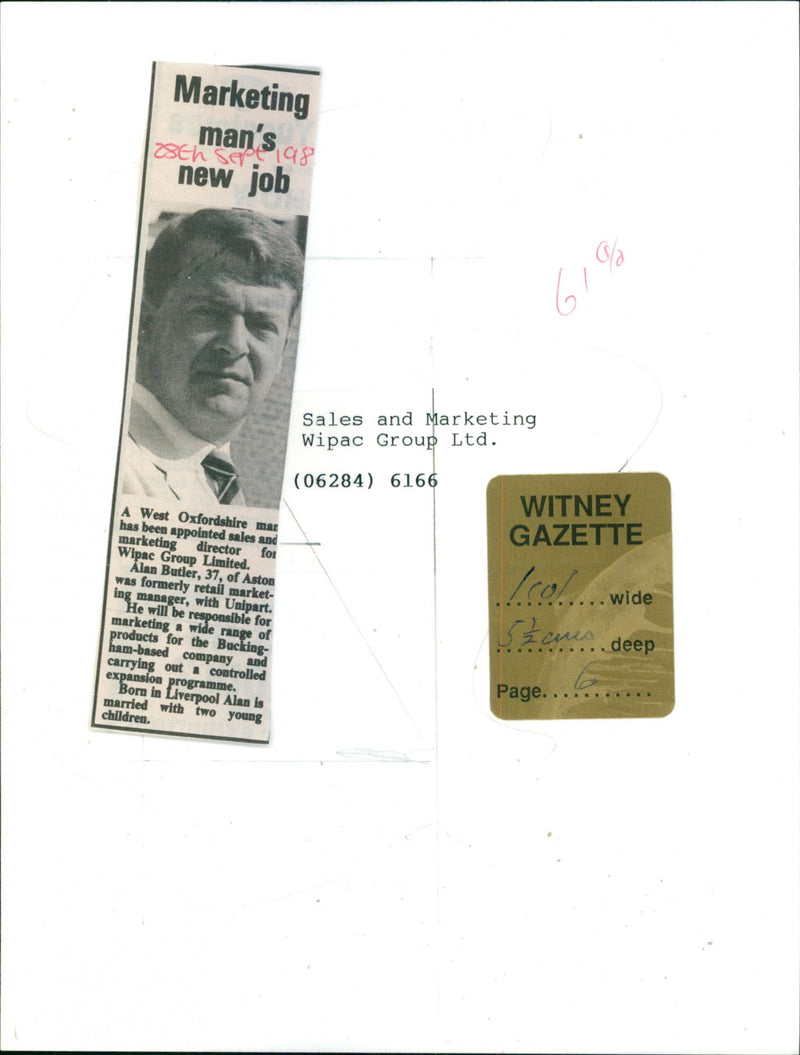 Marketing
man's
28th Sept 198
new job
A West Oxfordshire man
has been appointed sales and
marketing director for
Wipac Group Limited.
Alan Butler, 37, of Aston
was formerly retail market-
ing manager, with Unipart.
He will be responsible for
marketing a wide range of
products for the Bucking-
ham-based company and
carrying out a controlled
expansion programme.
Born in Liverpool Alan is
married with two young
children.
Sales and Marketing
Wipac Group Ltd.
(06284) 6166
WITNEY
GAZETTE
1 col wide
5½ cms deep
Page 6